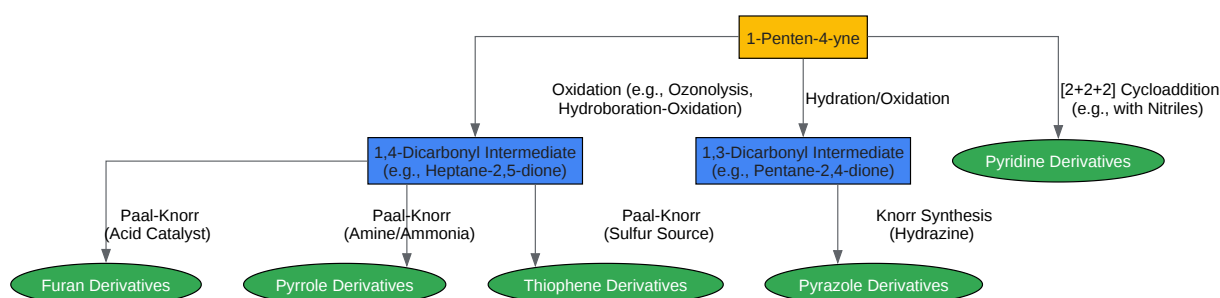 1-Penten-4-yne
Oxidation (e.g., Ozonolysis,
Hydroboration-Oxidation)
Hydration/Oxidation
[2+2+2] Cycloaddition
(e.g., with Nitriles)
1,4-Dicarbonyl Intermediate
(e.g., Heptane-2,5-dione)
1,3-Dicarbonyl Intermediate
(e.g., Pentane-2,4-dione)
Pyridine Derivatives
Paal-Knorr
(Acid Catalyst)
Paal-Knorr
(Amine/Ammonia)
Paal-Knorr
(Sulfur Source)
Knorr Synthesis
(Hydrazine)
Furan Derivatives
Pyrrole Derivatives
Thiophene Derivatives
Pyrazole Derivatives